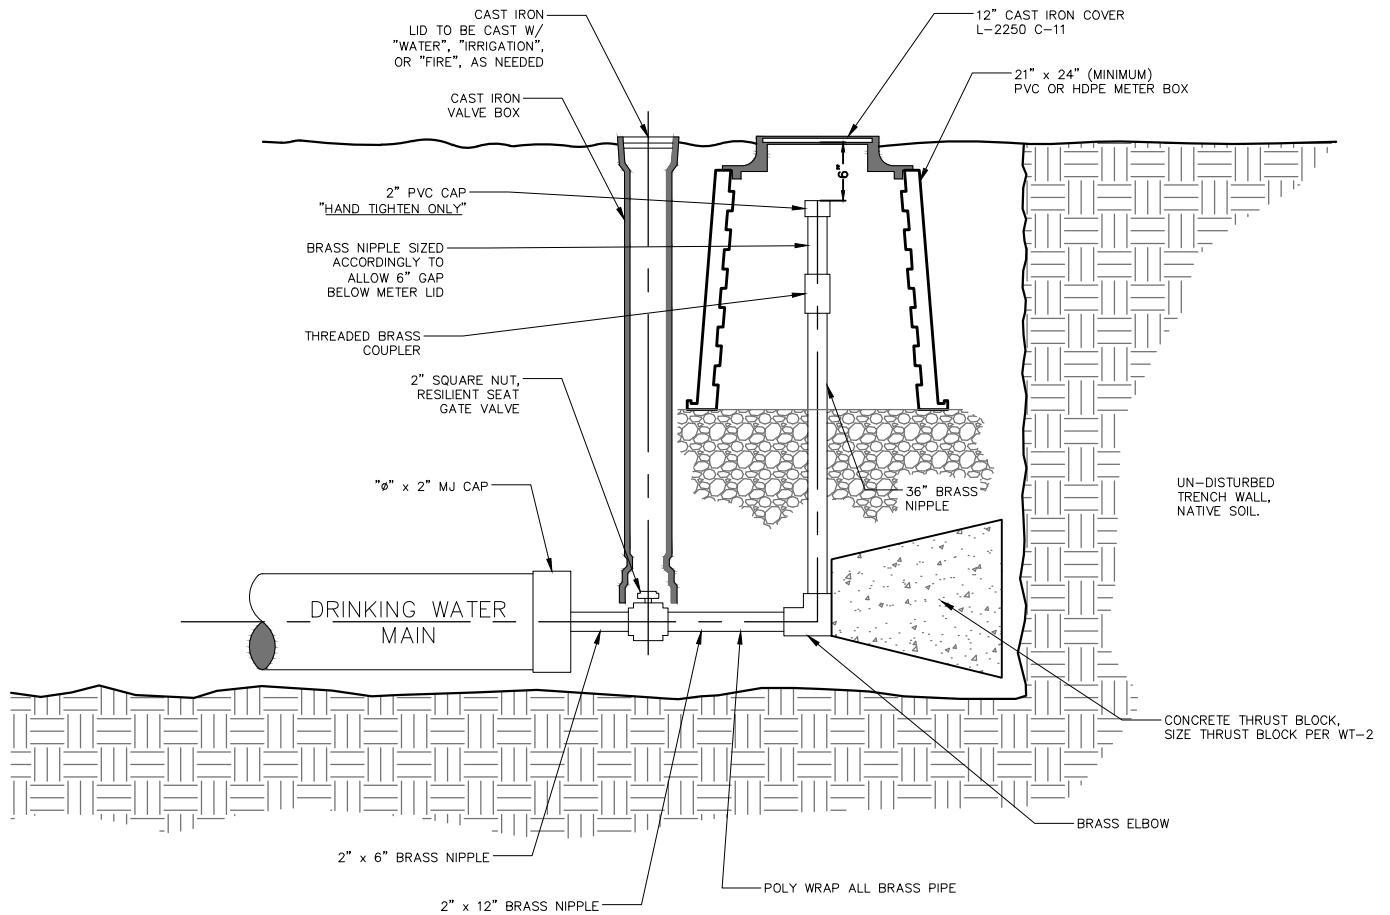 CAST IRON
LID TO BE CAST W/
"WATER", "IRRIGATION",
OR "FIRE", AS NEEDED
12" CAST IRON COVER
L-2250 C-11
21" x 24" (MINIMUM)
PVC OR HDPE METER BOX
CAST IRON
VALVE BOX
6"
2" PVC CAP
"HAND TIGHTEN ONLY"
BRASS NIPPLE SIZED
ACCORDINGLY TO
ALLOW 6" GAP
BELOW METER LID
THREADED BRASS
COUPLER
2" SQUARE NUT,
RESILIENT SEAT
GATE VALVE
"ø" x 2" MJ CAP
36" BRASS
NIPPLE
UN-DISTURBED
TRENCH WALL,
NATIVE SOIL.
DRINKING WATER
MAIN
CONCRETE THRUST BLOCK,
SIZE THRUST BLOCK PER WT-2
BRASS ELBOW
2" x 6" BRASS NIPPLE
POLY WRAP ALL BRASS PIPE
2" x 12" BRASS NIPPLE